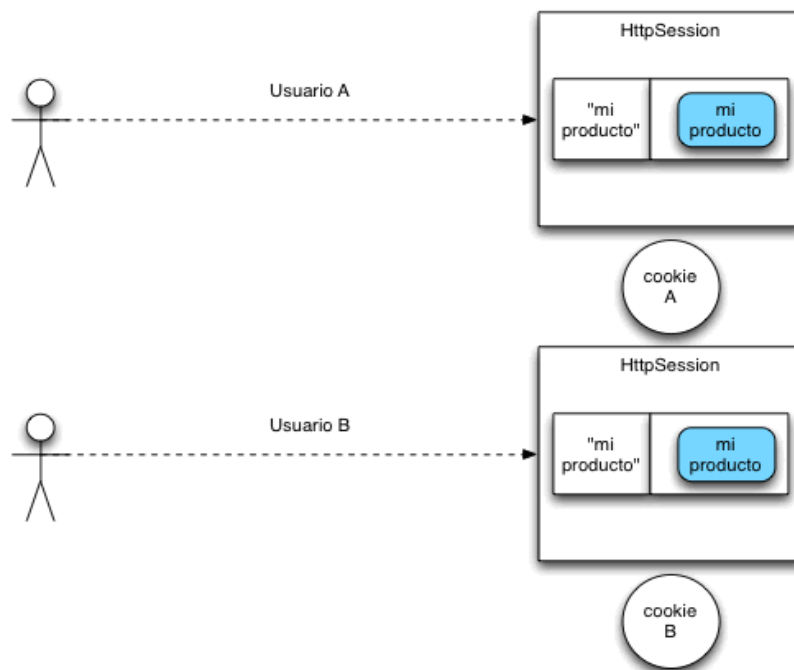 HttpSession
Usuario A
"mi
producto"
mi
producto
cookie
A
HttpSession
Usuario B
"mi
producto"
mi
producto
cookie
B